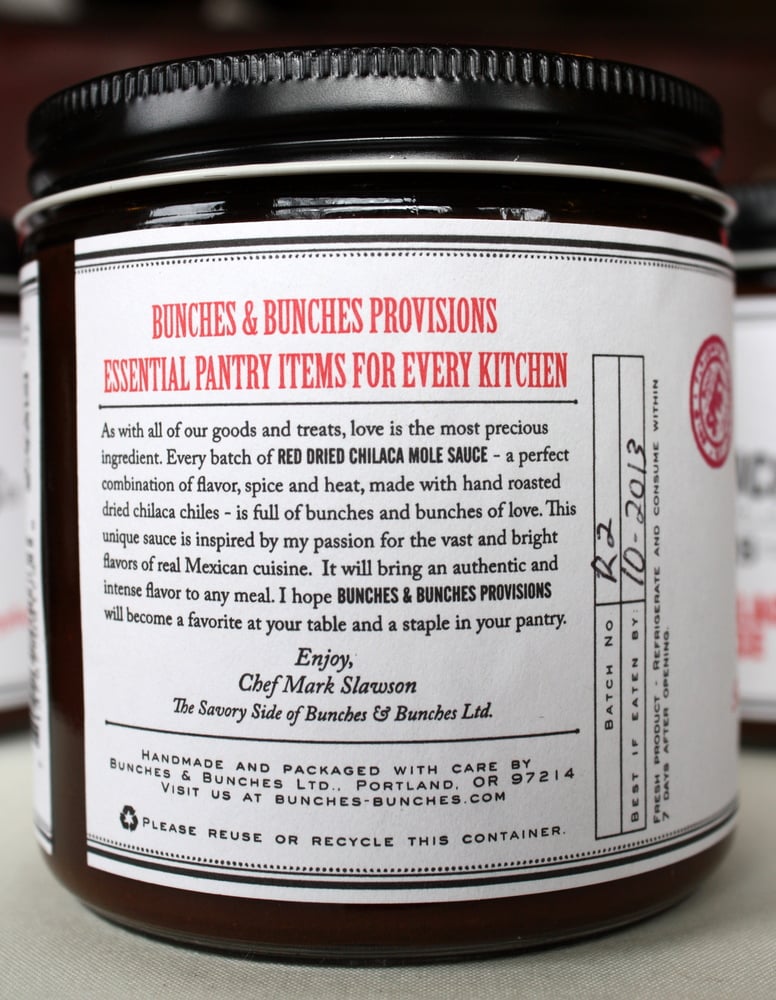 BUNCHES & BUNCHES PROVISIONS
ESSENTIAL PANTRY ITEMS FOR EVERY KITCHEN
As with all of our goods and treats, love is the most precious
ingredient. Every batch of RED DRIED CHILACA MOLE SAUCE - a perfect
combination of flavor, spice and heat, made with hand roasted
dried chilaca chiles - is full of bunches and bunches of love. This
unique sauce is inspired by my passion for the vast and bright
flavors of real Mexican cuisine. It will bring an authentic and
intense flavor to any meal. I hope BUNCHES & BUNCHES PROVISIONS
will become a favorite at your table and a staple in your pantry.
Enjoy,
Chef Mark Slawson
The Savory Side of Bunches & Bunches Ltd.
HANDMADE AND PACKAGED WITH CARE BY
BUNCHES & BUNCHES LTD., PORTLAND, OR 97214
VISIT US AT BUNCHES-BUNCHES.COM
PLEASE REUSE OR RECYCLE THIS CONTAINER.
BATCH NO R2
BEST IF EATEN BY: 10-2013
FRESH PRODUCT - REFRIGERATE AND CONSUME WITHIN
7 DAYS AFTER OPENING.